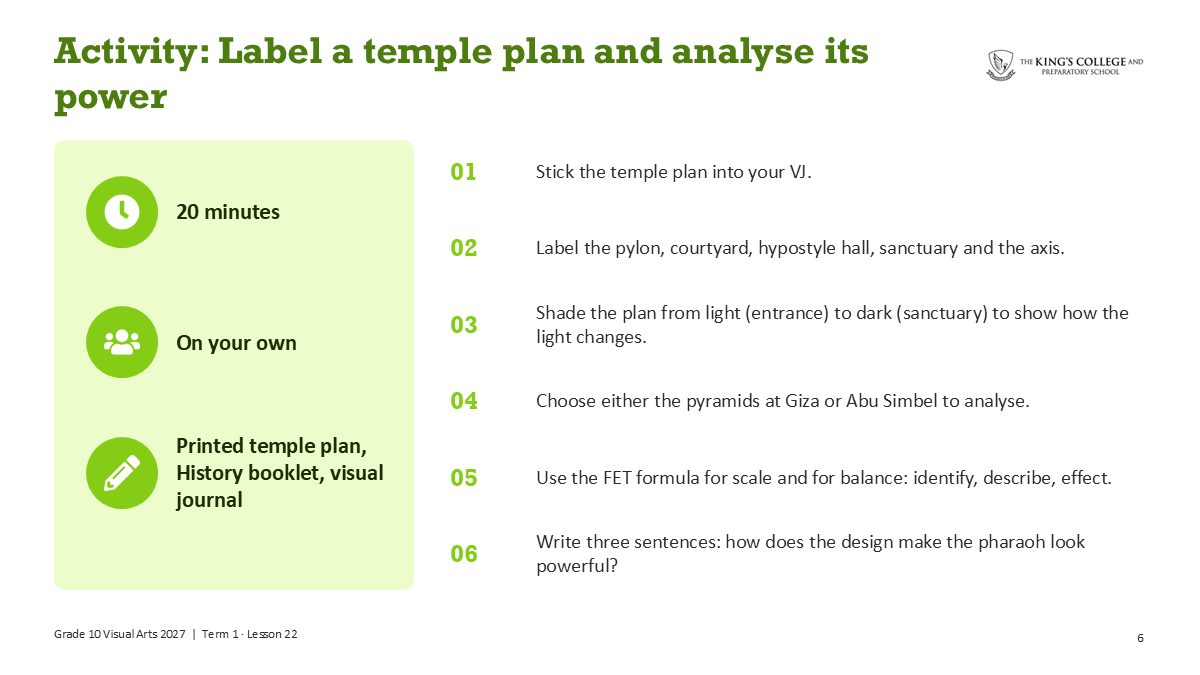 Activity: Label a temple plan and analyse its
power
THE KING'S COLLEGE AND
PREPARATORY SCHOOL
20 minutes
On your own
Printed temple plan,
History booklet, visual
journal
01
Stick the temple plan into your VJ.
02
Label the pylon, courtyard, hypostyle hall, sanctuary and the axis.
03
Shade the plan from light (entrance) to dark (sanctuary) to show how the
light changes.
04
Choose either the pyramids at Giza or Abu Simbel to analyse.
05
Use the FET formula for scale and for balance: identify, describe, effect.
06
Write three sentences: how does the design make the pharaoh look
powerful?
Grade 10 Visual Arts 2027 | Term 1 · Lesson 22
6